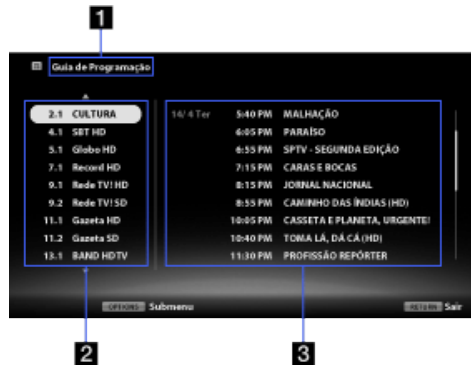 1
Guia de Programação
2.1 CULTURA 14/ 4 Ter 5:40 PM MALHAÇÃO
4.1 SBT HD 6:05 PM PARAÍSO
5.1 Globo HD 6:55 PM SPTV - SEGUNDA EDIÇÃO
7.1 Record HD 7:15 PM CARAS E BOCAS
9.1 Rede TV! HD 8:15 PM JORNAL NACIONAL
9.2 Rede TV! SD 8:55 PM CAMINHO DAS ÍNDIAS (HD)
11.1 Gazeta HD 10:05 PM CASSETA E PLANETA, URGENTE!
11.2 Gazeta SD 10:40 PM TOMA LÁ, DÁ CÁ (HD)
13.1 BAND HDTV 11:30 PM PROFISSÃO REPÓRTER
OPTIONS Submenu RETURN Sair
2 3